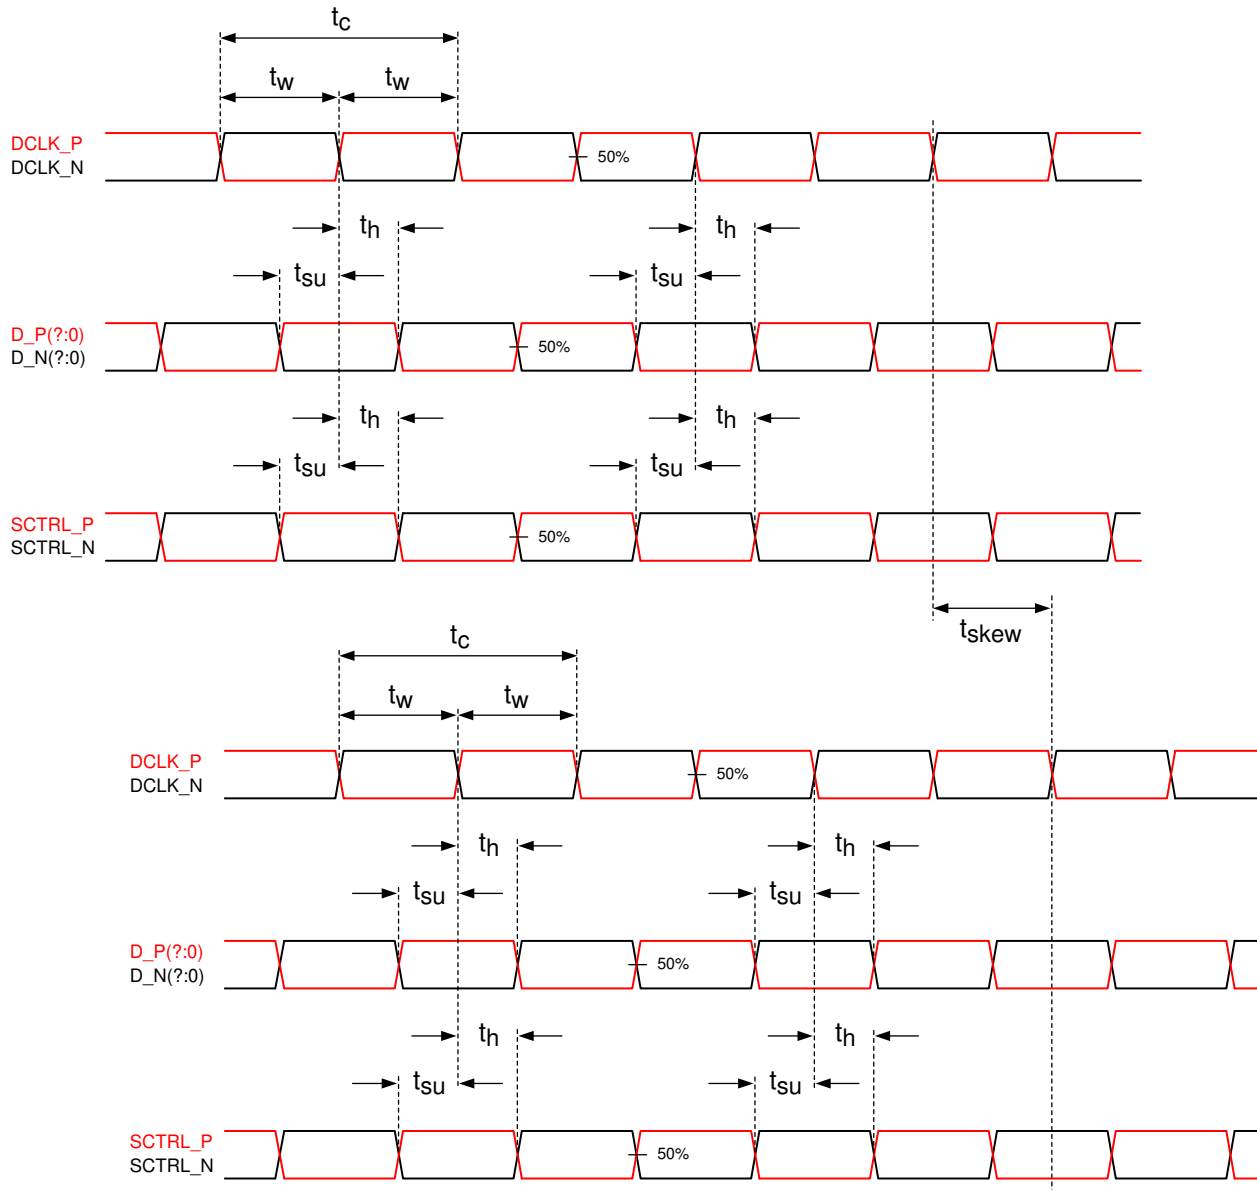 tc
tw tw
DCLK_P
DCLK_N
50%
th th
tsu tsu
D_P(?:0)
D_N(?:0)
50%
th th
tsu tsu
SCTRL_P
SCTRL_N
50%
tskew
tc
tw tw
DCLK_P
DCLK_N
50%
th th
tsu tsu
D_P(?:0)
D_N(?:0)
50%
th th
tsu tsu
SCTRL_P
SCTRL_N
50%